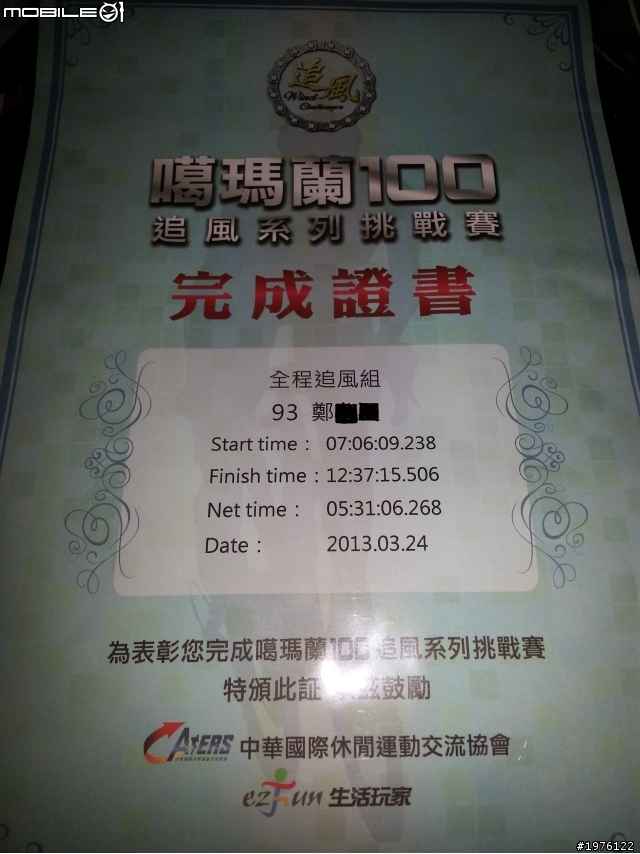 MOBILE01
追風
Wind
Challenges
噶瑪蘭100
追風系列挑戰賽
完成證書
全程追風組
93 鄭
Start time： 07:06:09.238
Finish time：12:37:15.506
Net time： 05:31:06.268
Date： 2013.03.24
為表彰您完成噶瑪蘭100追風系列挑戰賽
特頒此証 茲鼓勵
CATERS 中華國際休閒運動交流協會
ezFun 生活玩家
#1976122